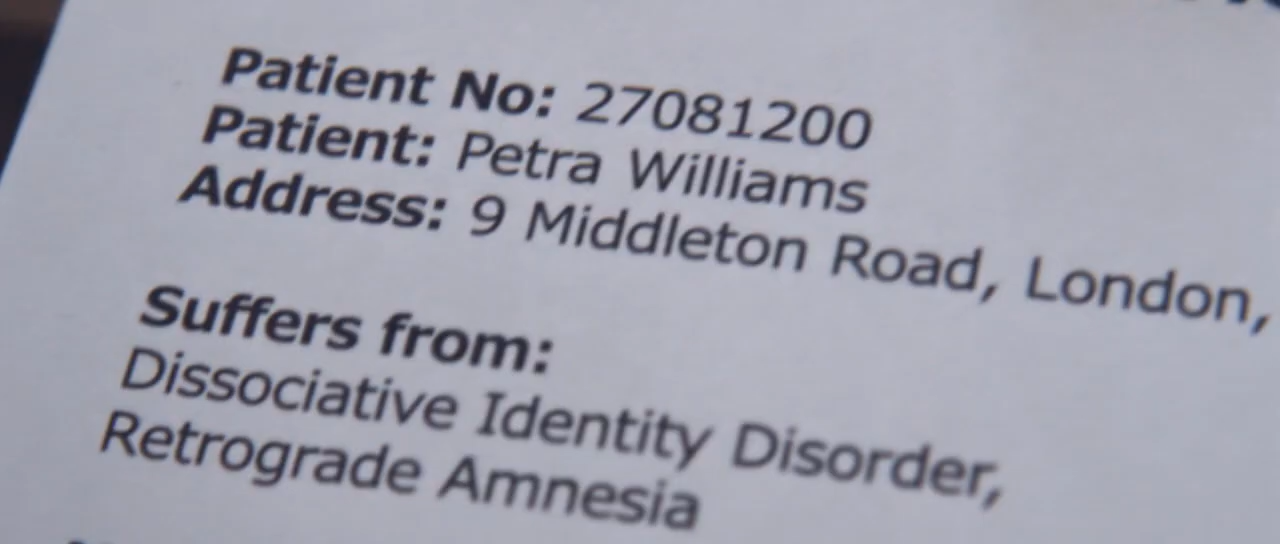 Patient No: 27081200
Patient: Petra Williams
Address: 9 Middleton Road, London,
Suffers from:
Dissociative Identity Disorder,
Retrograde Amnesia